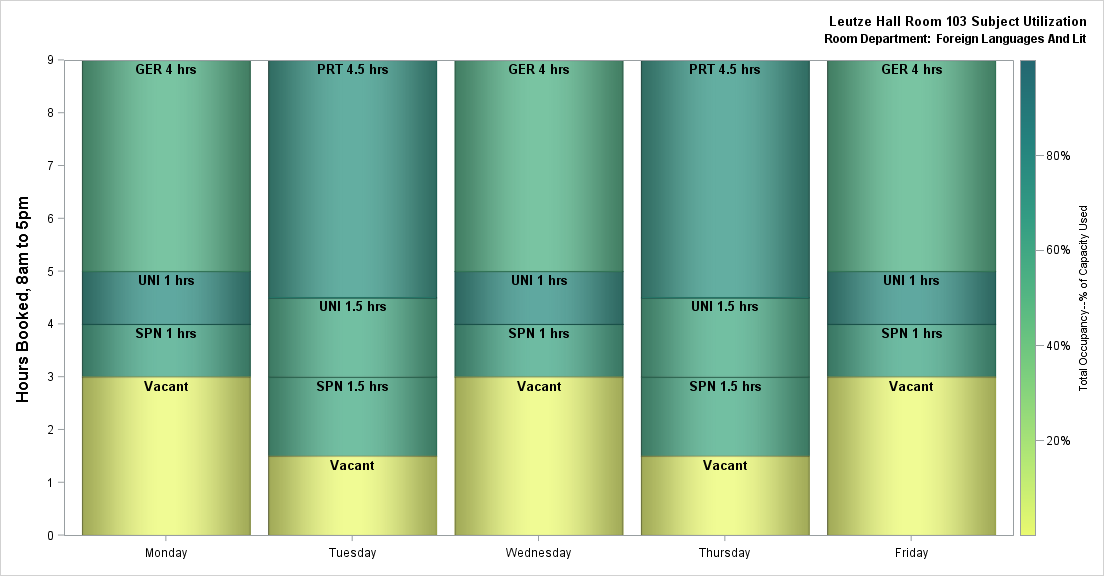 Leutze Hall Room 103 Subject Utilization
Room Department: Foreign Languages And Lit
Hours Booked, 8am to 5pm
9
8
7
6
5
4
3
2
1
0
GER 4 hrs
UNI 1 hrs
SPN 1 hrs
Vacant
PRT 4.5 hrs
UNI 1.5 hrs
SPN 1.5 hrs
Vacant
GER 4 hrs
UNI 1 hrs
SPN 1 hrs
Vacant
PRT 4.5 hrs
UNI 1.5 hrs
SPN 1.5 hrs
Vacant
GER 4 hrs
UNI 1 hrs
SPN 1 hrs
Vacant
Monday
Tuesday
Wednesday
Thursday
Friday
80%
60%
40%
20%
Total Occupancy--% of Capacity Used